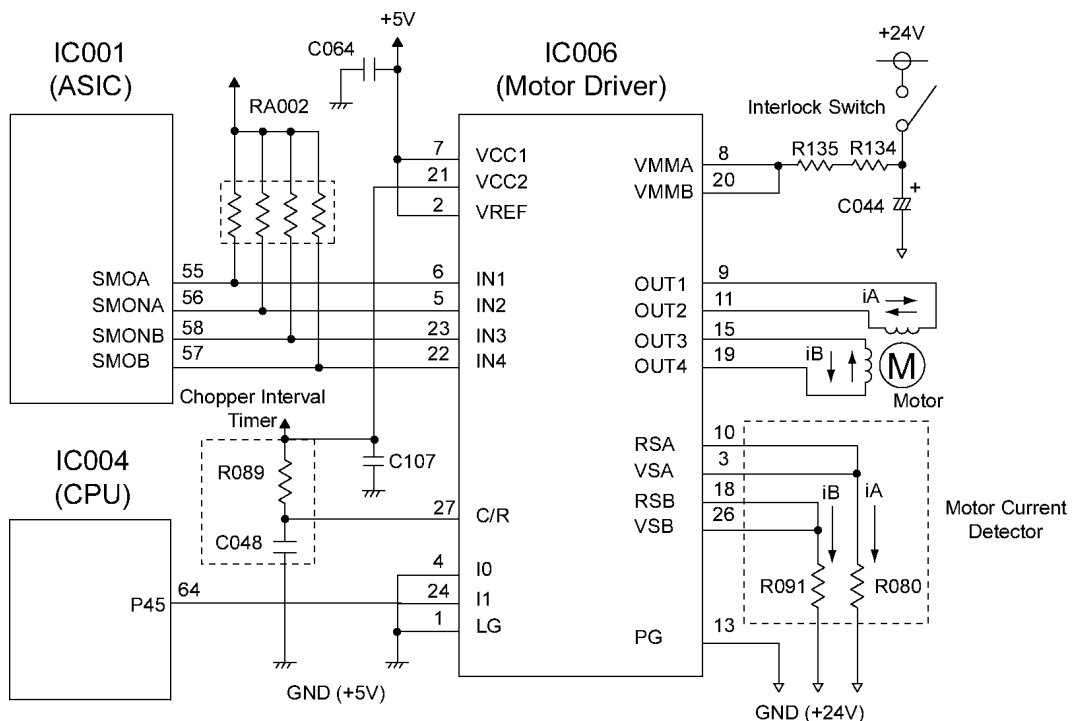 +5V
+24V
C064
IC001
(ASIC)
IC006
(Motor Driver)
RA002
Interlock Switch
7
VCC1
21
VCC2
2
VREF
VMMA
8
VMMB
20
R135
R134
C044
+
SMOA
55
6
IN1
SMONA
56
5
IN2
SMONB
58
23
IN3
SMOB
57
22
IN4
OUT1
9
OUT2
11
OUT3
15
OUT4
19
iA
iB
M
Motor
Chopper Interval
Timer
R089
C107
C048
27
C/R
IC004
(CPU)
P45
64
4
I0
24
I1
1
LG
GND (+5V)
RSA
10
VSA
3
RSB
18
VSB
26
iB
iA
R091
R080
Motor Current
Detector
PG
13
GND (+24V)